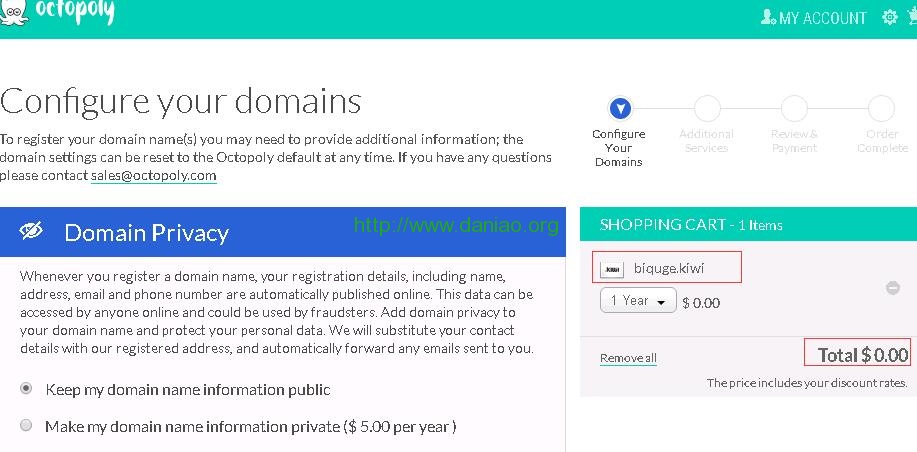 octopoly
MY ACCOUNT
Configure your domains
To register your domain name(s) you may need to provide additional information; the
domain settings can be reset to the Octopoly default at any time. If you have any questions
please contact sales@octopoly.com
Configure
Your
Domains
Additional
Services
Review &
Payment
Order
Complete
Domain Privacy
http://www.daniao.org
Whenever you register a domain name, your registration details, including name,
address, email and phone number are automatically published online. This data can be
accessed by anyone online and could be used by fraudsters. Add domain privacy to
your domain name and protect your personal data. We will substitute your contact
details with our registered address, and automatically forward any emails sent to you.
Keep my domain name information public
Make my domain name information private ($ 5.00 per year )
SHOPPING CART - 1 Items
.KIWI biquge.kiwi
1 Year $ 0.00
Remove all
Total $ 0.00
The price includes your discount rates.